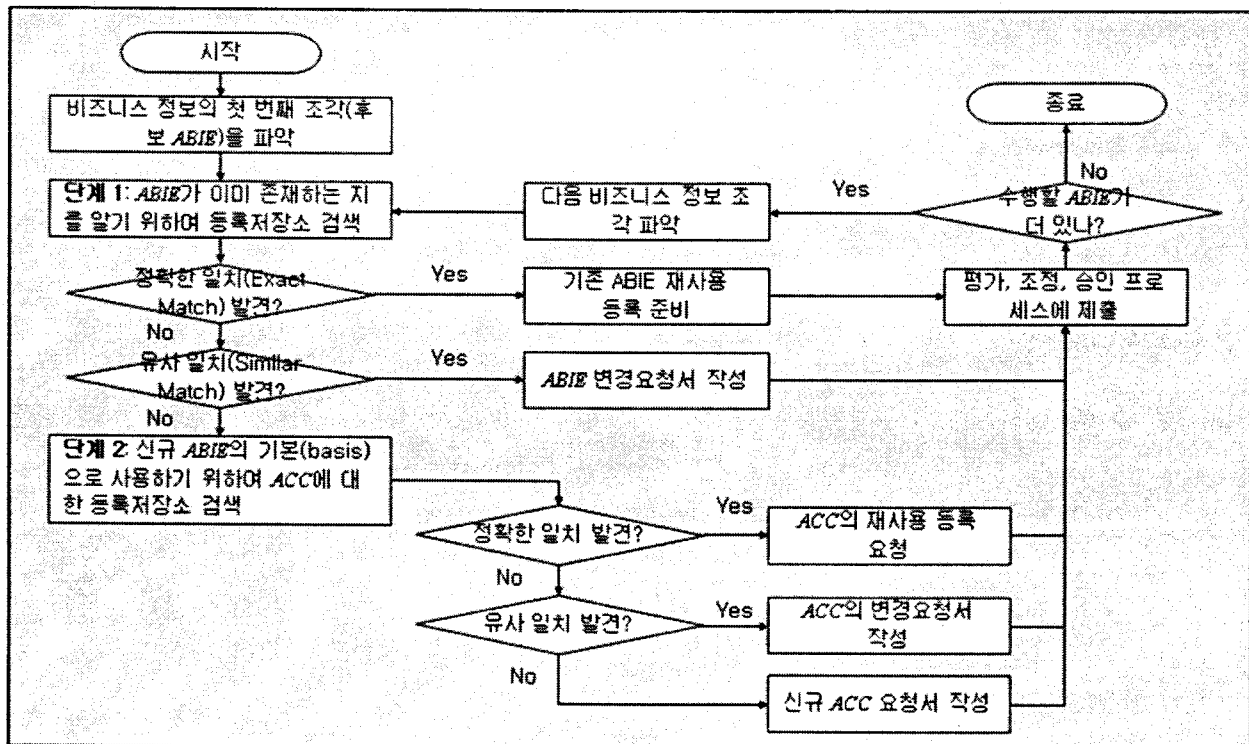 시작
비즈니스 정보의 첫 번째 조각(후
보 ABIE)을 파악
단계 1: ABIE가 이미 존재하는 지
를 알기 위하여 등록저장소 검색
정확한 일치(Exact
Match) 발견?
Yes
No
기존 ABIE 재사용
등록 준비
유사 일치(Similar
Match) 발견?
Yes
No
ABIE 변경요청서 작성
단계 2: 신규 ABIE의 기본(basis)
으로 사용하기 위하여 ACC에 대
한 등록저장소 검색
정확한 일치 발견?
Yes
No
ACC의 재사용 등록
요청
유사 일치 발견?
Yes
No
ACC의 변경요청서
작성
신규 ACC 요청서 작성
평가, 조정, 승인 프로
세스에 제출
수행할 ABIE가
더 있나?
Yes
No
다음 비즈니스 정보 조
각 파악
종료